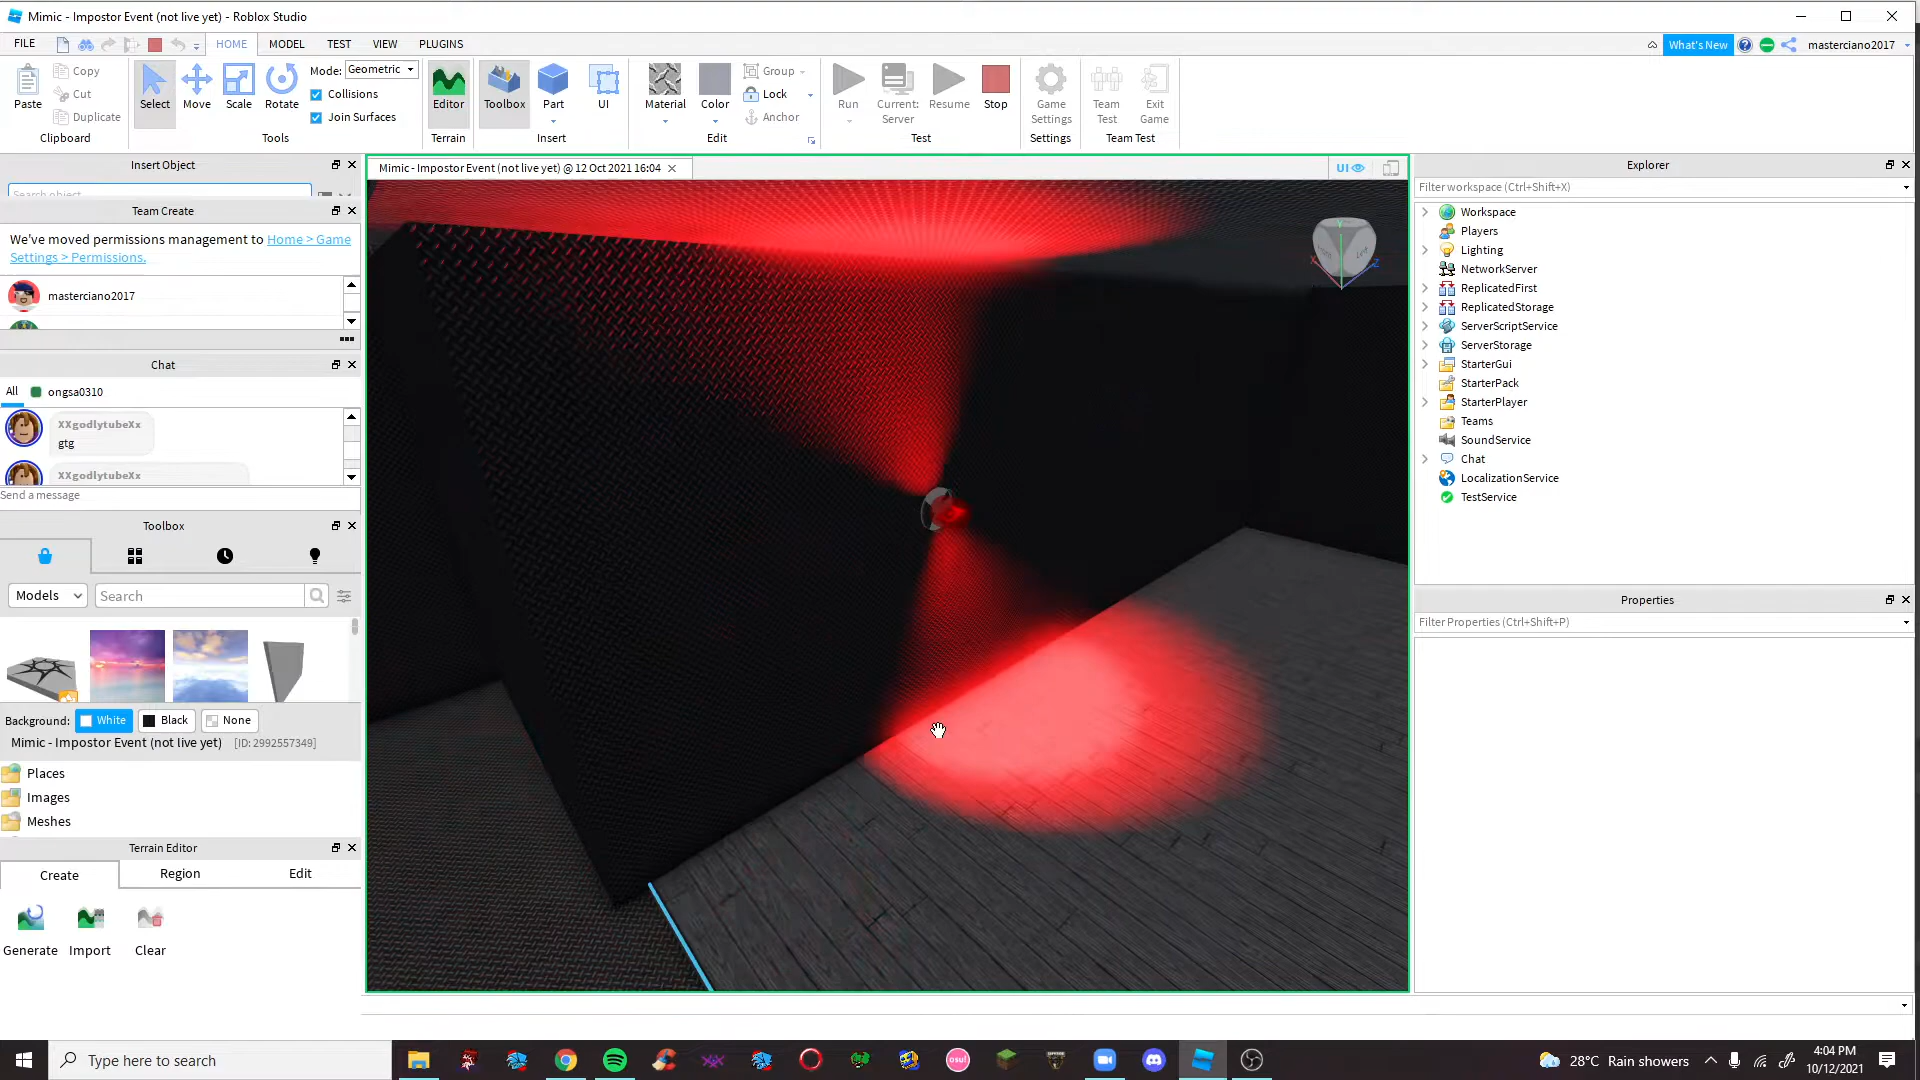 Mimic - Impostor Event (not live yet) - Roblox Studio
FILE HOME MODEL TEST VIEW PLUGINS What's New masterciano2017
Paste Copy Cut Duplicate Clipboard
Select Move Scale Rotate Mode: Geometric Collisions Join Surfaces Tools
Editor Terrain
Toolbox Part UI Insert
Material Color Group Lock Anchor Edit
Run Current: Server Resume Stop Test
Game Settings Settings
Team Test Exit Game Team Test
Insert Object
Search object
Team Create
We've moved permissions management to Home > Game
Settings > Permissions.
masterciano2017
Chat
All ongsa0310
XXgodlytubeXx
gtg
XXgodlytubeXx
Send a message
Toolbox
Models Search
Background: White Black None
Mimic - Impostor Event (not live yet) [ID: 2992557349]
Places
Images
Meshes
Terrain Editor
Create Region Edit
Generate Import Clear
Mimic - Impostor Event (not live yet) @ 12 Oct 2021 16:04
UI
Explorer
Filter workspace (Ctrl+Shift+X)
Workspace
Players
Lighting
NetworkServer
ReplicatedFirst
ReplicatedStorage
ServerScriptService
ServerStorage
StarterGui
StarterPack
StarterPlayer
Teams
SoundService
Chat
LocalizationService
TestService
Properties
Filter Properties (Ctrl+Shift+P)
Type here to search
osu!
28°C Rain showers
4:04 PM
10/12/2021